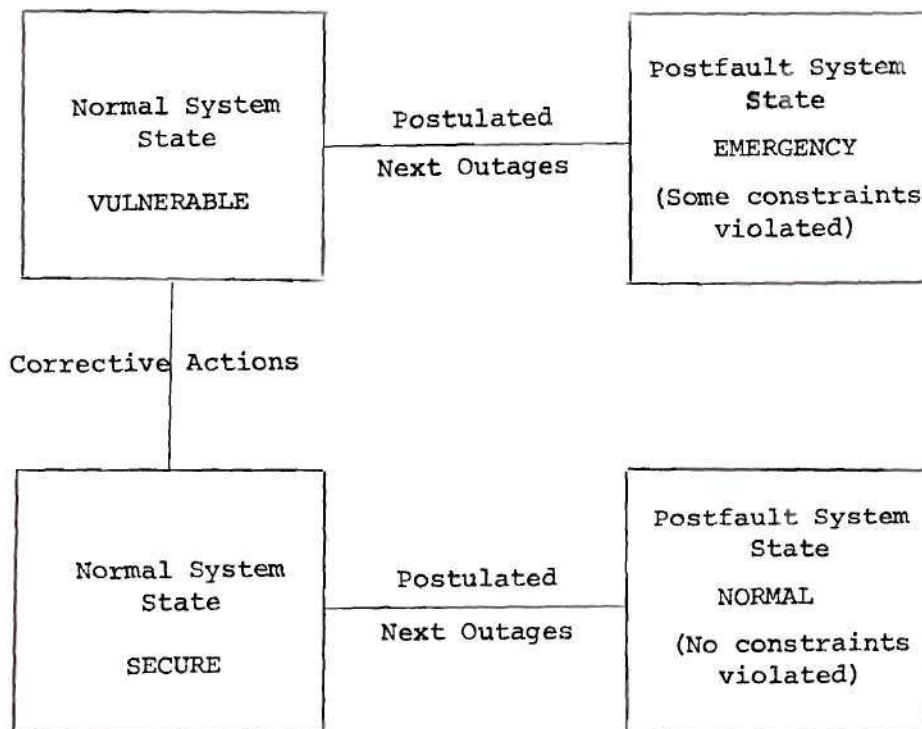 Normal System
State
VULNERABLE
Postulated
Next Outages
Postfault System
State
EMERGENCY
(Some constraints
violated)
Corrective Actions
Normal System
State
SECURE
Postulated
Next Outages
Postfault System
State
NORMAL
(No constraints
violated)